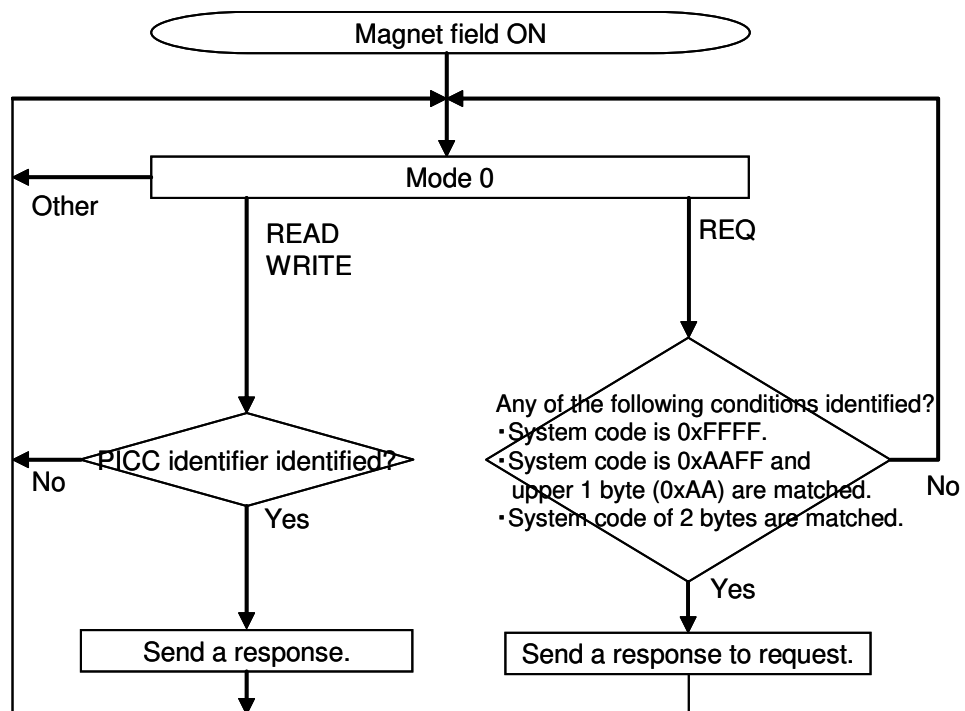 Magnet field ON
Mode 0
Other
READ
WRITE
REQ
Any of the following conditions identified?
・System code is 0xFFFF.
・System code is 0xAAFF and
upper 1 byte (0xAA) are matched.
・System code of 2 bytes are matched.
PICC identifier identified?
No
No
Yes
Yes
Send a response.
Send a response to request.